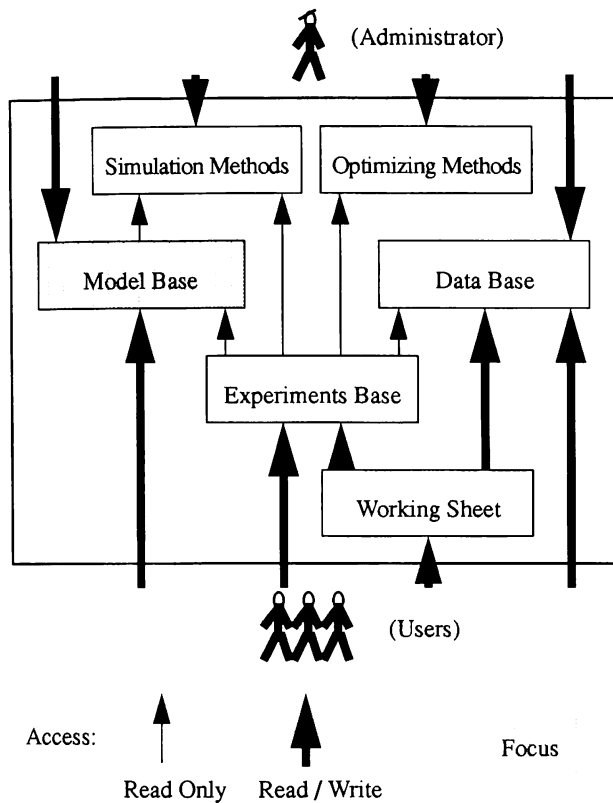 (Administrator)
Simulation Methods
Optimizing Methods
Model Base
Data Base
Experiments Base
Working Sheet
(Users)
Access:
Focus
Read Only
Read / Write